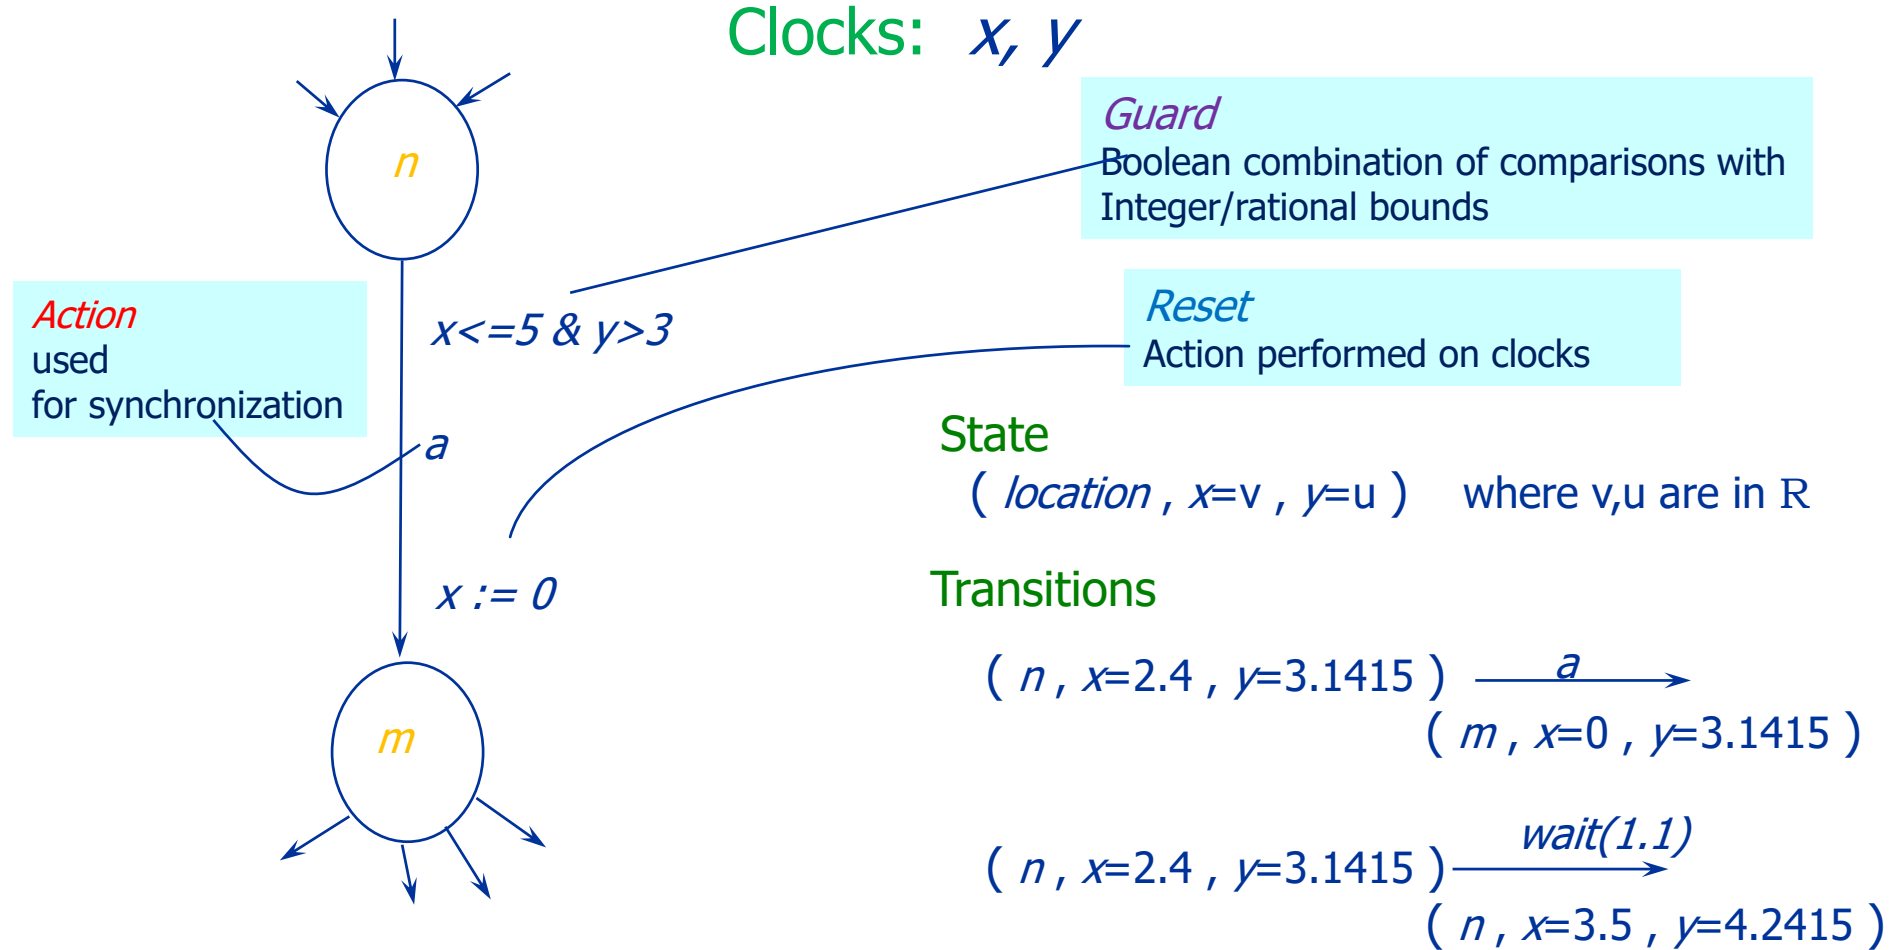 Clocks: x, y
Guard
Boolean combination of comparisons with
Integer/rational bounds
n
Action
used
for synchronization
x<=5 & y>3
Reset
Action performed on clocks
a
State
( location , x=v , y=u ) where v,u are in R
x := 0
Transitions
m
( n , x=2.4 , y=3.1415 ) a
( m , x=0 , y=3.1415 )
wait(1.1)
( n , x=2.4 , y=3.1415 )
( n , x=3.5 , y=4.2415 )